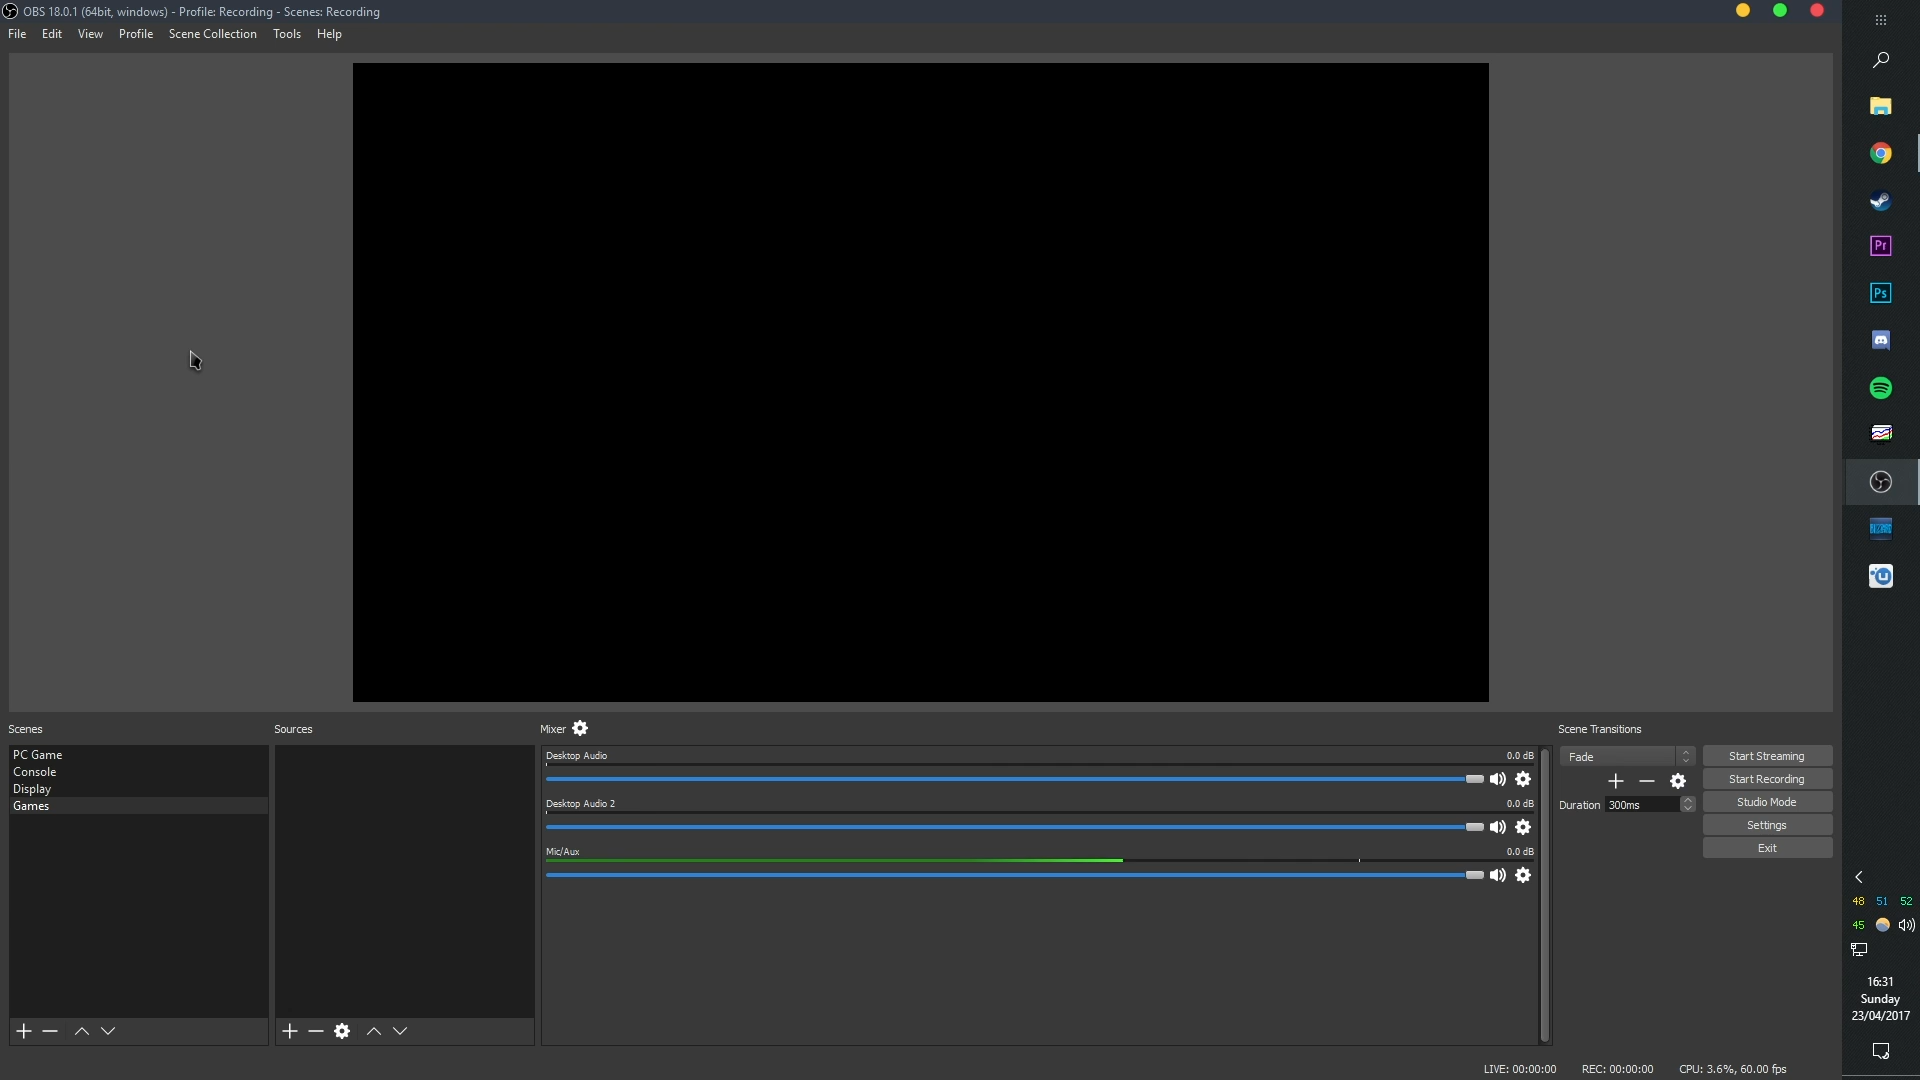 OBS 18.0.1 (64bit, windows) - Profile: Recording - Scenes: Recording
File Edit View Profile Scene Collection Tools Help
Pr
Ps
Scenes
Sources
Mixer
Scene Transitions
PC Game
Console
Display
Games
Desktop Audio 0.0 dB
Desktop Audio 2 0.0 dB
Mic/Aux 0.0 dB
Fade
Duration 300ms
Start Streaming
Start Recording
Studio Mode
Settings
Exit
48 51 52
45
16:31
Sunday
23/04/2017
LIVE: 00:00:00 REC: 00:00:00 CPU: 3.6%, 60.00 fps